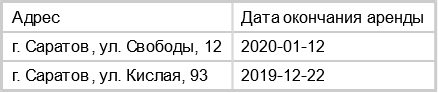 Адрес Дата окончания аренды
г. Саратов, ул. Свободы, 12 2020-01-12
г. Саратов, ул. Кислая, 93 2019-12-22